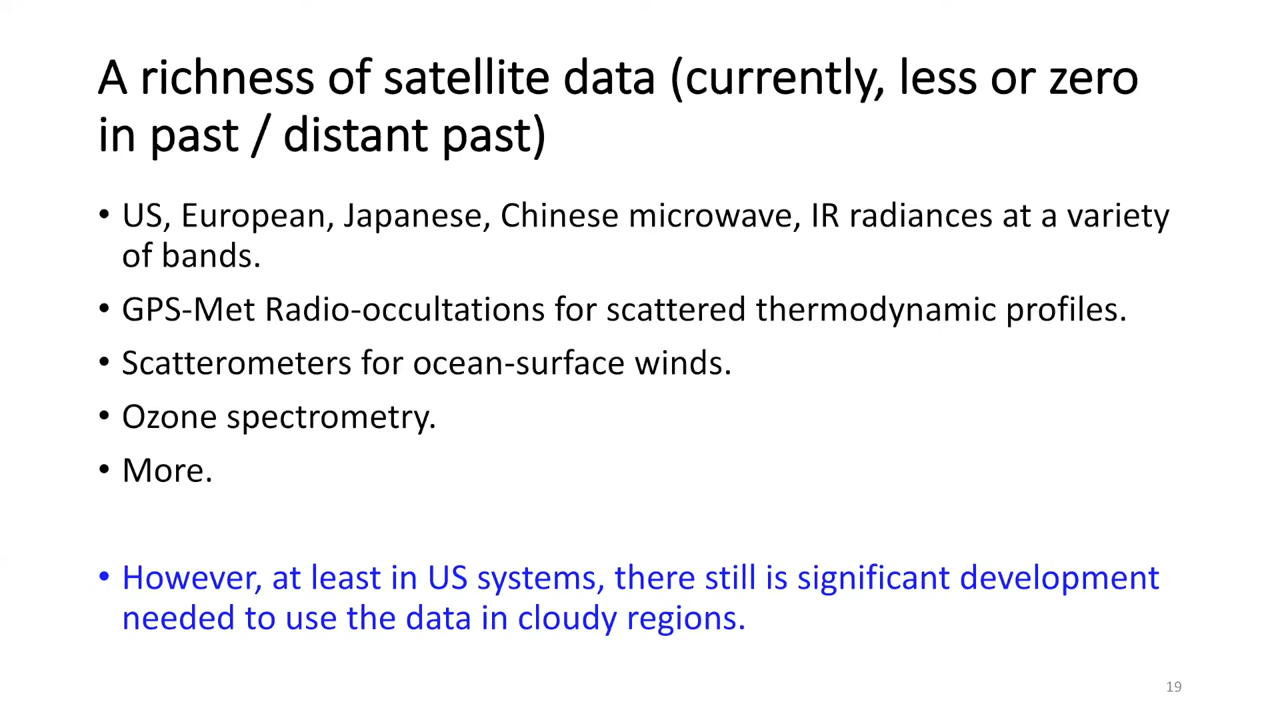 A richness of satellite data (currently, less or zero
in past / distant past)
• US, European, Japanese, Chinese microwave, IR radiances at a variety
of bands.
• GPS-Met Radio-occultations for scattered thermodynamic profiles.
• Scatterometers for ocean-surface winds.
• Ozone spectrometry.
• More.
• However, at least in US systems, there still is significant development
needed to use the data in cloudy regions.
19